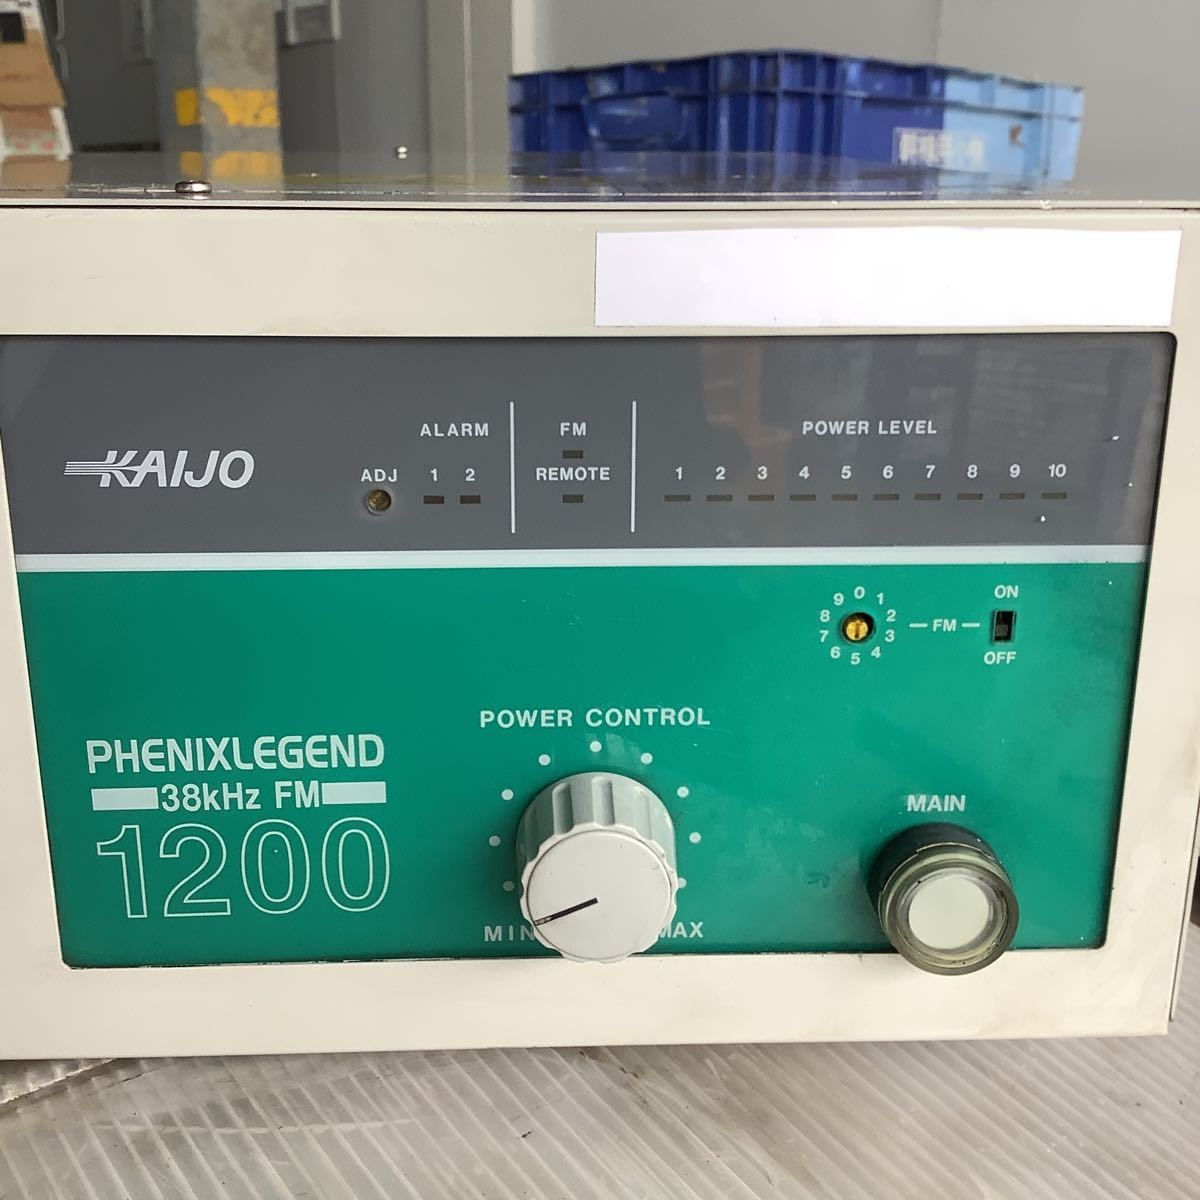 KAIJO
ALARM
ADJ 1 2
FM
REMOTE
POWER LEVEL
1 2 3 4 5 6 7 8 9 10
0 1 2 3 4 5 6 7 8 9
FM
ON
OFF
POWER CONTROL
MIN
MAX
PHENIXLEGEND
38kHz FM
1200
MAIN